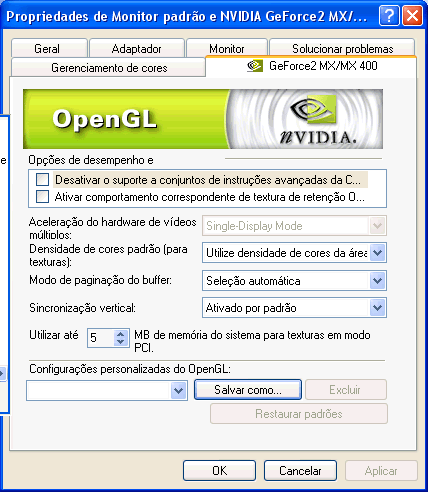 Propriedades de Monitor padrão e NVIDIA GeForce2 MX/...
Geral
Adaptador
Monitor
Solucionar problemas
Gerenciamento de cores
GeForce2 MX/MX 400
OpenGL
nVIDIA.
Opções de desempenho e
Desativar o suporte a conjuntos de instruções avançadas da C...
Ativar comportamento correspondente de textura de retenção O...
Aceleração do hardware de vídeos múltiplos:
Single-Display Mode
Densidade de cores padrão (para texturas):
Utilize densidade de cores da área
Modo de paginação do buffer:
Seleção automática
Sincronização vertical:
Ativado por padrão
Utilizar até
5
MB de memória do sistema para texturas em modo PCI.
Configurações personalizadas do OpenGL:
Salvar como...
Excluir
Restaurar padrões
OK
Cancelar
Aplicar